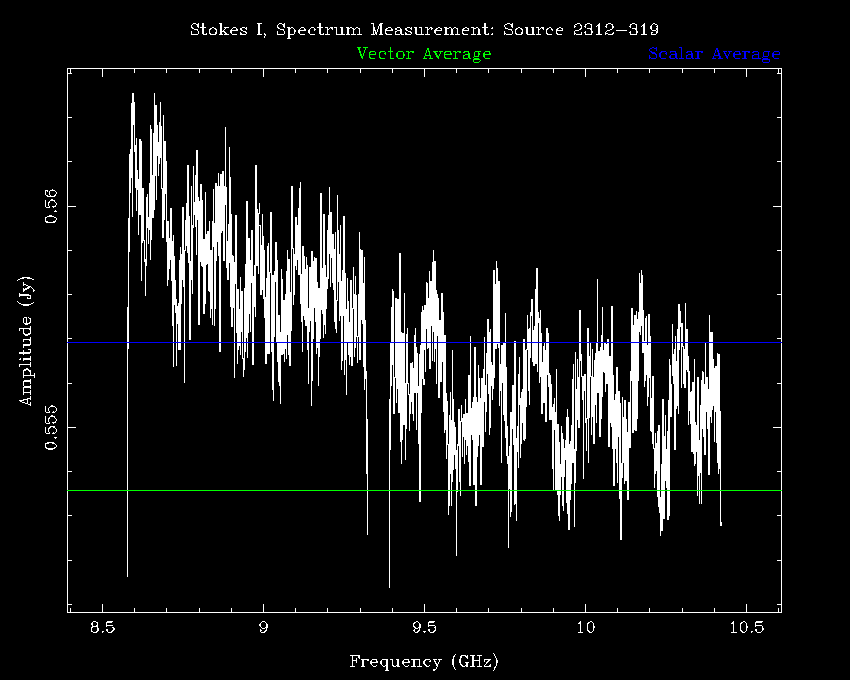 Stokes I, Spectrum Measurement: Source 2312-319
Vector Average Scalar Average
0.56
0.555
Amplitude (Jy)
8.5 9 9.5 10 10.5
Frequency (GHz)